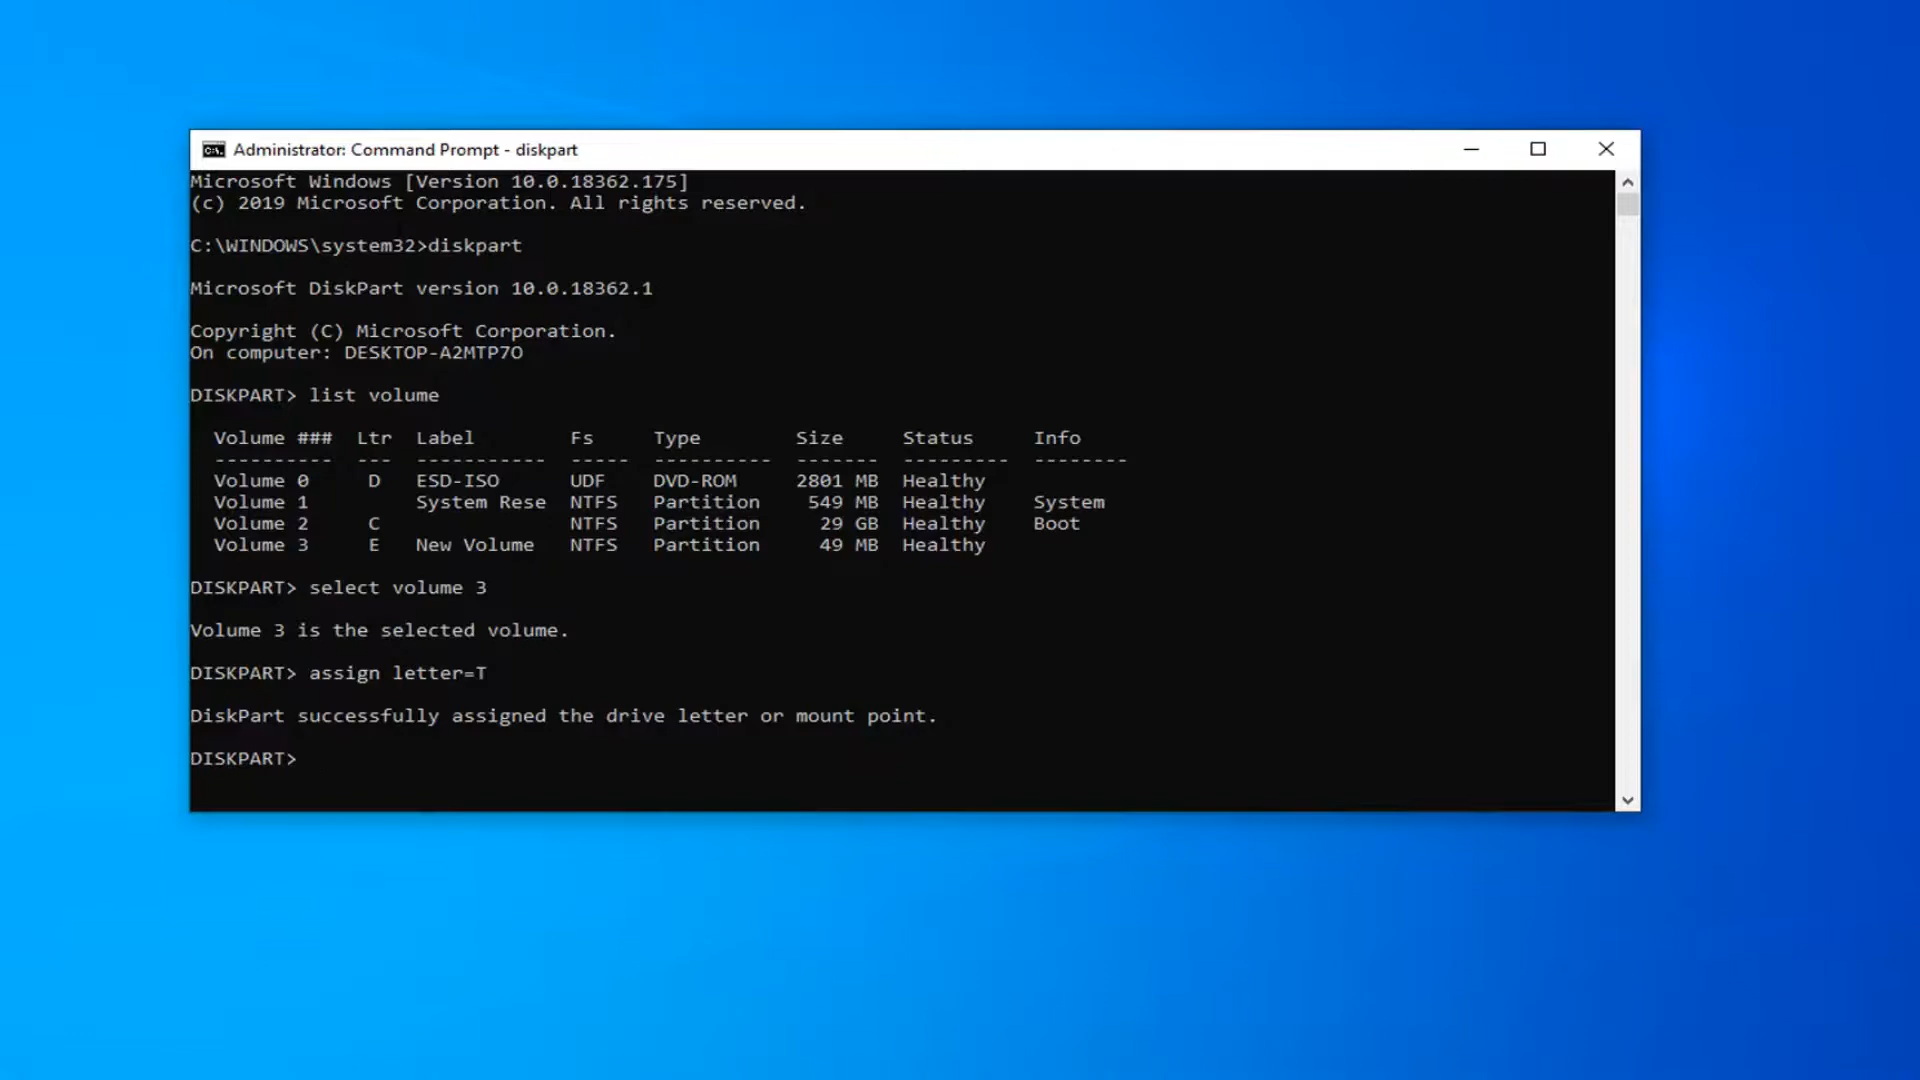 Administrator: Command Prompt - diskpart
Microsoft Windows [Version 10.0.18362.175]
(c) 2019 Microsoft Corporation. All rights reserved.
C:\WINDOWS\system32>diskpart
Microsoft DiskPart version 10.0.18362.1
Copyright (C) Microsoft Corporation.
On computer: DESKTOP-A2MTP7O
DISKPART> list volume
  Volume ###  Ltr  Label        Fs     Type        Size     Status     Info
  ----------  ---  -----------  -----  ----------  -------  ---------  --------
  Volume 0     D   ESD-ISO      UDF    DVD-ROM     2801 MB  Healthy
  Volume 1         System Rese  NTFS   Partition    549 MB  Healthy    System
  Volume 2     C                NTFS   Partition     29 GB  Healthy    Boot
  Volume 3     E   New Volume   NTFS   Partition     49 MB  Healthy
DISKPART> select volume 3
Volume 3 is the selected volume.
DISKPART> assign letter=T
DiskPart successfully assigned the drive letter or mount point.
DISKPART>